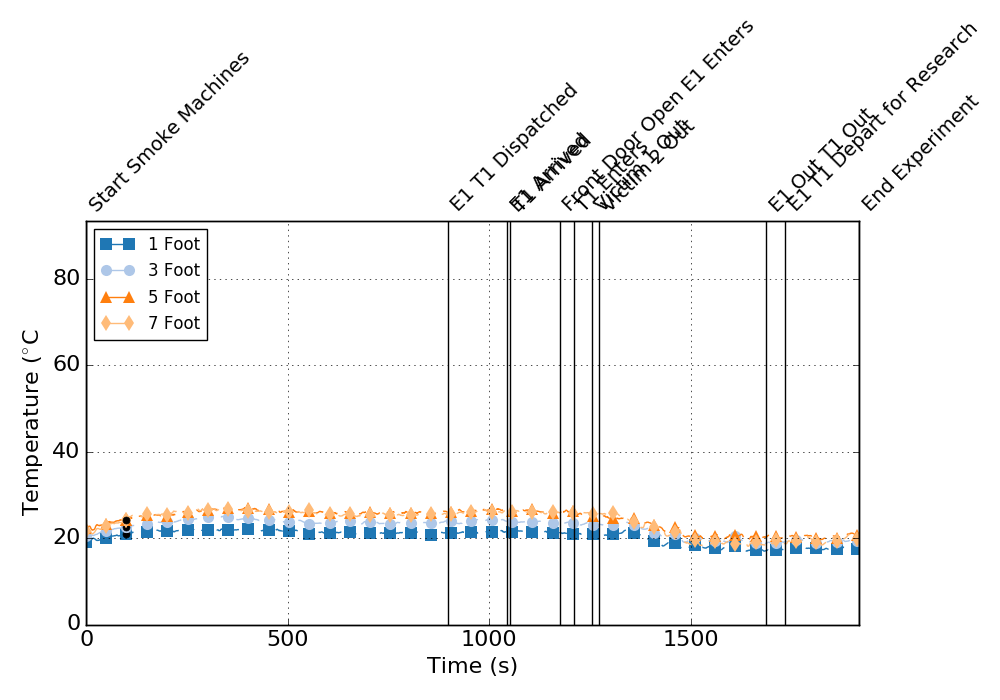 Start Smoke Machines
E1 T1 Dispatched
E1 Arrived
T1 Arrived
Front Door Open E1 Enters
T1 Enters
Victim 1 Out
Victim 2 Out
E1 Out T1 Out
E1 T1 Depart for Research
End Experiment
1 Foot
3 Foot
5 Foot
7 Foot
80
60
40
20
0
Temperature (°C
0 500 1000 1500
Time (s)